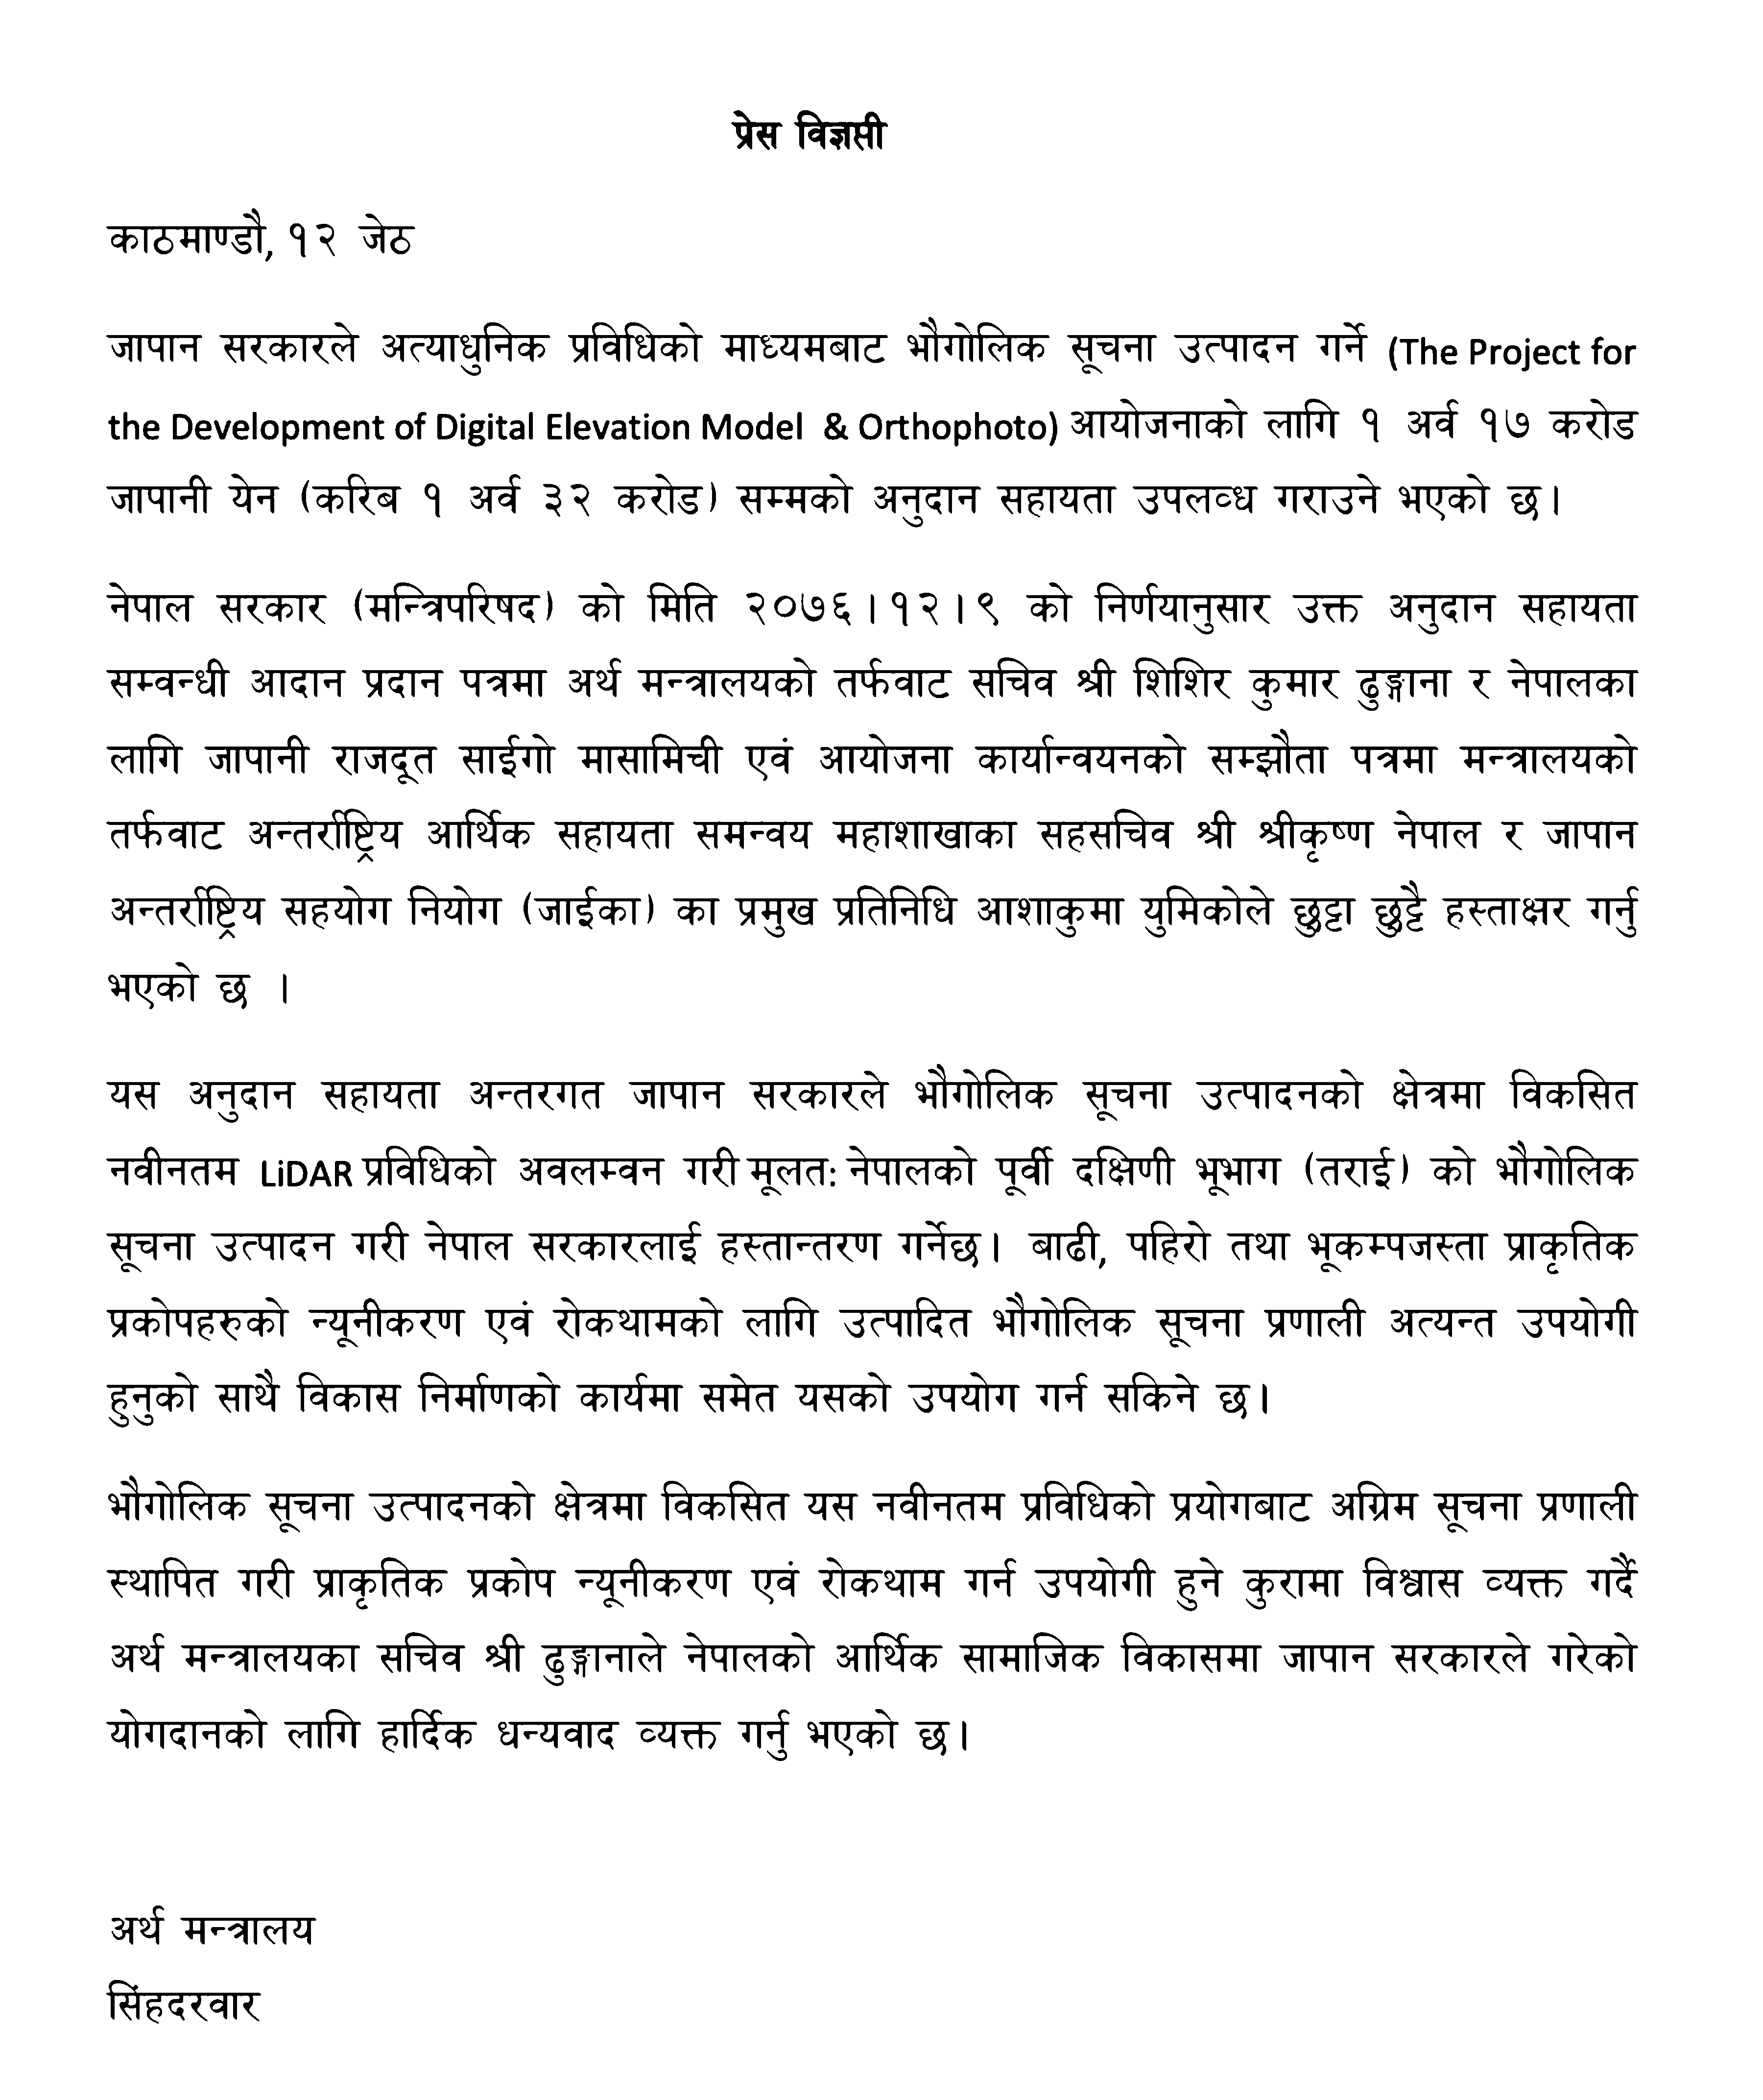 प्रेस विज्ञप्ती
काठमाण्डौ, १२ जेठ
जापान सरकारले अत्याधुनिक प्रविधिको माध्यमबाट भौगोलिक सूचना उत्पादन गर्ने (The Project for
the Development of Digital Elevation Model & Orthophoto) आयोजनाको लागि १ अर्व १७ करोड
जापानी येन (करिब १ अर्व ३२ करोड) सम्मको अनुदान सहायता उपलव्ध गराउने भएको छ।
नेपाल सरकार (मन्त्रिपरिषद) को मिति २०७६।१२।९ को निर्णयानुसार उक्त अनुदान सहायता
सम्वन्धी आदान प्रदान पत्रमा अर्थ मन्त्रालयको तर्फवाट सचिव श्री शिशिर कुमार ढुङ्गाना र नेपालका
लागि जापानी राजदूत साईगो मासामिची एवं आयोजना कार्यान्वयनको सम्झौता पत्रमा मन्त्रालयको
तर्फवाट अन्तर्राष्ट्रिय आर्थिक सहायता समन्वय महाशाखाका सहसचिव श्री श्रीकृष्ण नेपाल र जापान
अन्तर्राष्ट्रिय सहयोग नियोग (जाईका) का प्रमुख प्रतिनिधि आशाकुमा युमिकोले छुट्टा छुट्टै हस्ताक्षर गर्नु
भएको छ ।
यस अनुदान सहायता अन्तरगत जापान सरकारले भौगोलिक सूचना उत्पादनको क्षेत्रमा विकसित
नवीनतम LiDAR प्रविधिको अवलम्वन गरी मूलत: नेपालको पूर्वी दक्षिणी भूभाग (तराई) को भौगोलिक
सूचना उत्पादन गरी नेपाल सरकारलाई हस्तान्तरण गर्नेछ। बाढी, पहिरो तथा भूकम्पजस्ता प्राकृतिक
प्रकोपहरुको न्यूनीकरण एवं रोकथामको लागि उत्पादित भौगोलिक सूचना प्रणाली अत्यन्त उपयोगी
हुनुको साथै विकास निर्माणको कार्यमा समेत यसको उपयोग गर्न सकिने छ।
भौगोलिक सूचना उत्पादनको क्षेत्रमा विकसित यस नवीनतम प्रविधिको प्रयोगबाट अग्रिम सूचना प्रणाली
स्थापित गरी प्राकृतिक प्रकोप न्यूनीकरण एवं रोकथाम गर्न उपयोगी हुने कुरामा विश्वास व्यक्त गर्दै
अर्थ मन्त्रालयका सचिव श्री ढुङ्गानाले नेपालको आर्थिक सामाजिक विकासमा जापान सरकारले गरेको
योगदानको लागि हार्दिक धन्यवाद व्यक्त गर्नु भएको छ।
अर्थ मन्त्रालय
सिंहदरवार